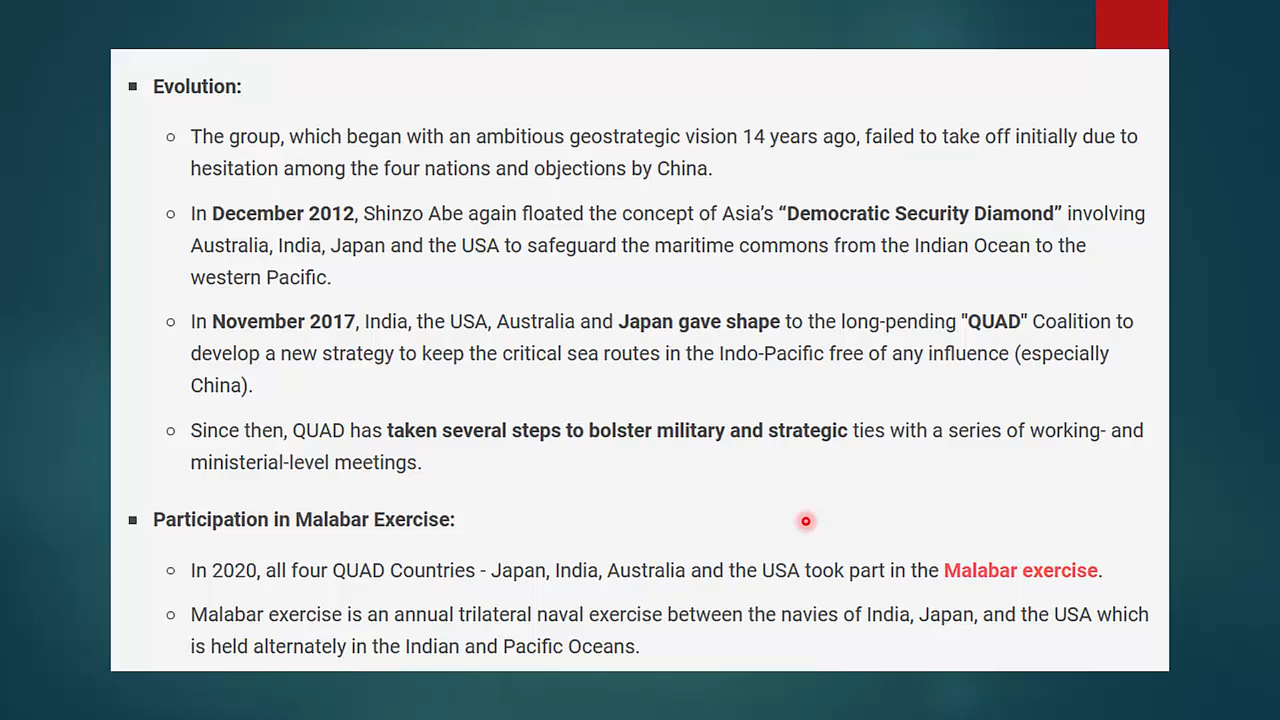 Evolution:
The group, which began with an ambitious geostrategic vision 14 years ago, failed to take off initially due to
hesitation among the four nations and objections by China.
In December 2012, Shinzo Abe again floated the concept of Asia’s “Democratic Security Diamond” involving
Australia, India, Japan and the USA to safeguard the maritime commons from the Indian Ocean to the
western Pacific.
In November 2017, India, the USA, Australia and Japan gave shape to the long-pending "QUAD" Coalition to
develop a new strategy to keep the critical sea routes in the Indo-Pacific free of any influence (especially
China).
Since then, QUAD has taken several steps to bolster military and strategic ties with a series of working- and
ministerial-level meetings.
Participation in Malabar Exercise:
In 2020, all four QUAD Countries - Japan, India, Australia and the USA took part in the Malabar exercise.
Malabar exercise is an annual trilateral naval exercise between the navies of India, Japan, and the USA which
is held alternately in the Indian and Pacific Oceans.